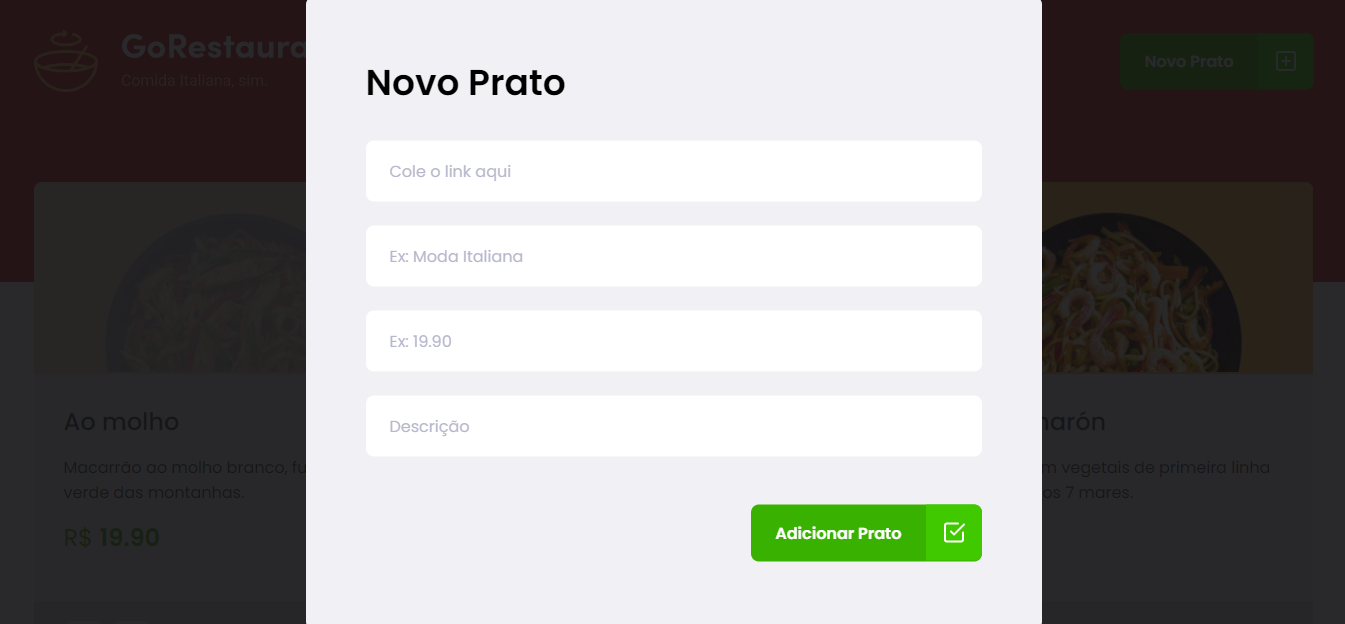 GoRestaura
Comida Italiana, sim.
Novo Prato
Novo Prato
Cole o link aqui
Ex: Moda Italiana
Ex: 19.90
Descrição
Adicionar Prato
Ao molho
Macarrão ao molho branco, fu
verde das montanhas.
R$ 19.90
narón
m vegetais de primeira linha
os 7 mares.